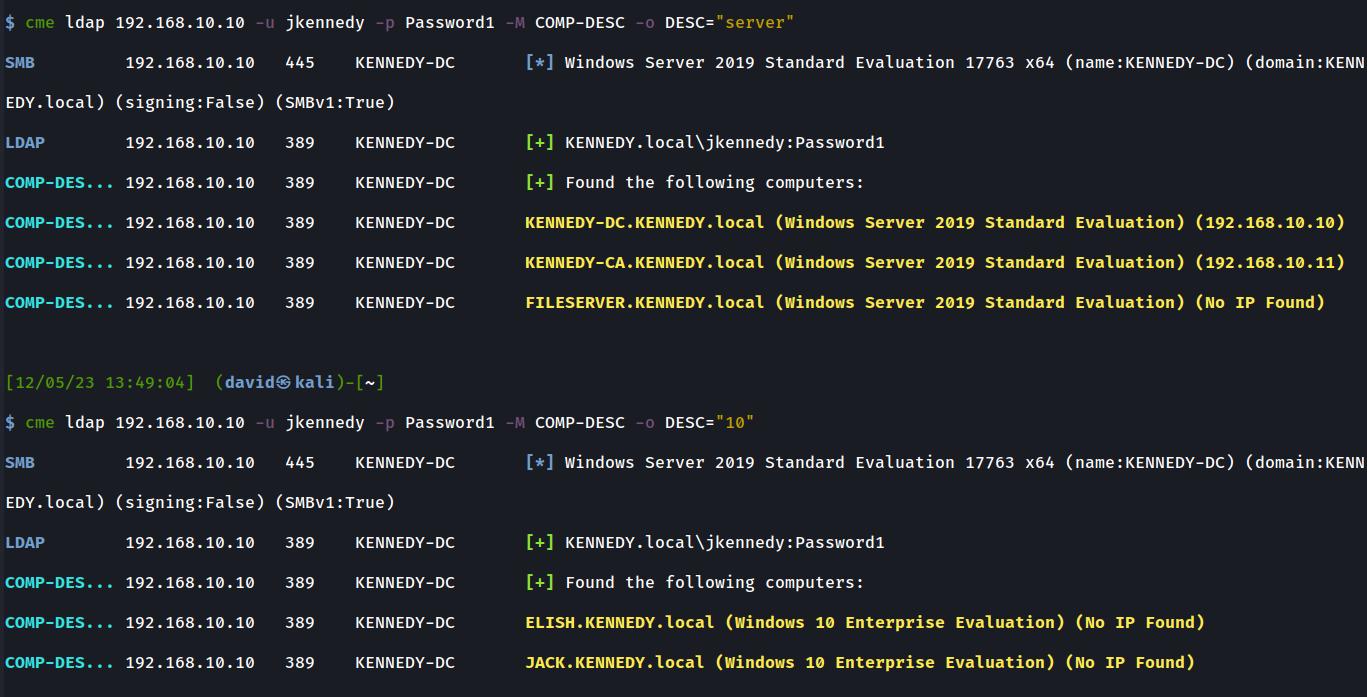 $ cme ldap 192.168.10.10 -u jkennedy -p Password1 -M COMP-DESC -o DESC="server"
SMB         192.168.10.10   445    KENNEDY-DC       [*] Windows Server 2019 Standard Evaluation 17763 x64 (name:KENNEDY-DC) (domain:KENN
EDY.local) (signing:False) (SMBv1:True)
LDAP        192.168.10.10   389    KENNEDY-DC       [+] KENNEDY.local\jkennedy:Password1
COMP-DES... 192.168.10.10   389    KENNEDY-DC       [+] Found the following computers:
COMP-DES... 192.168.10.10   389    KENNEDY-DC       KENNEDY-DC.KENNEDY.local (Windows Server 2019 Standard Evaluation) (192.168.10.10)
COMP-DES... 192.168.10.10   389    KENNEDY-DC       KENNEDY-CA.KENNEDY.local (Windows Server 2019 Standard Evaluation) (192.168.10.11)
COMP-DES... 192.168.10.10   389    KENNEDY-DC       FILESERVER.KENNEDY.local (Windows Server 2019 Standard Evaluation) (No IP Found)
[12/05/23 13:49:04]  (david㉿kali)-[~]
$ cme ldap 192.168.10.10 -u jkennedy -p Password1 -M COMP-DESC -o DESC="10"
SMB         192.168.10.10   445    KENNEDY-DC       [*] Windows Server 2019 Standard Evaluation 17763 x64 (name:KENNEDY-DC) (domain:KENN
EDY.local) (signing:False) (SMBv1:True)
LDAP        192.168.10.10   389    KENNEDY-DC       [+] KENNEDY.local\jkennedy:Password1
COMP-DES... 192.168.10.10   389    KENNEDY-DC       [+] Found the following computers:
COMP-DES... 192.168.10.10   389    KENNEDY-DC       ELISH.KENNEDY.local (Windows 10 Enterprise Evaluation) (No IP Found)
COMP-DES... 192.168.10.10   389    KENNEDY-DC       JACK.KENNEDY.local (Windows 10 Enterprise Evaluation) (No IP Found)